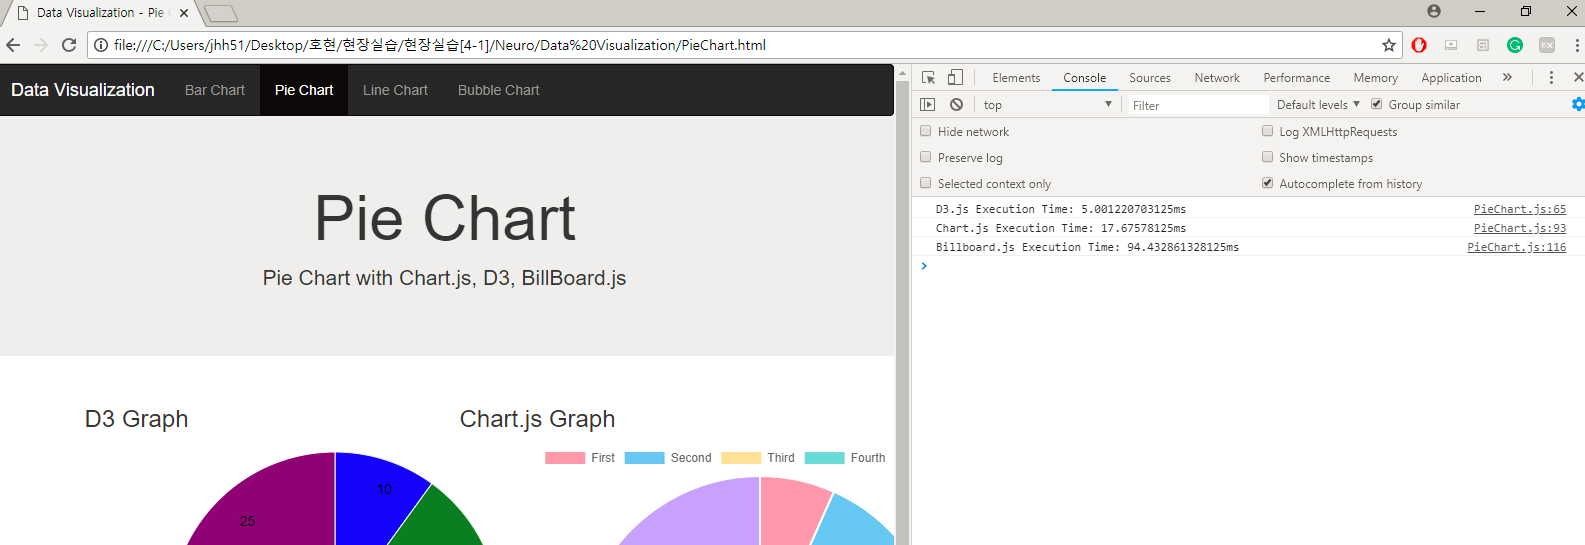 Data Visualization - Pie
file:///C:/Users/jhh51/Desktop/호현/현장실습/현장실습[4-1]/Neuro/Data%20Visualization/PieChart.html
Data Visualization Bar Chart Pie Chart Line Chart Bubble Chart
Pie Chart
Pie Chart with Chart.js, D3, BillBoard.js
D3 Graph
10
25
Chart.js Graph
First Second Third Fourth
Elements Console Sources Network Performance Memory Application »
top Filter Default levels Group similar
Hide network Log XMLHttpRequests
Preserve log Show timestamps
Selected context only Autocomplete from history
D3.js Execution Time: 5.001220703125ms PieChart.js:65
Chart.js Execution Time: 17.67578125ms PieChart.js:93
Billboard.js Execution Time: 94.432861328125ms PieChart.js:116